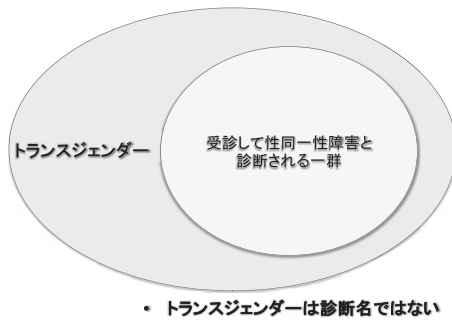 トランスジェンダー
受診して性同一性障害と
診断される一群
• トランスジェンダーは診断名ではない